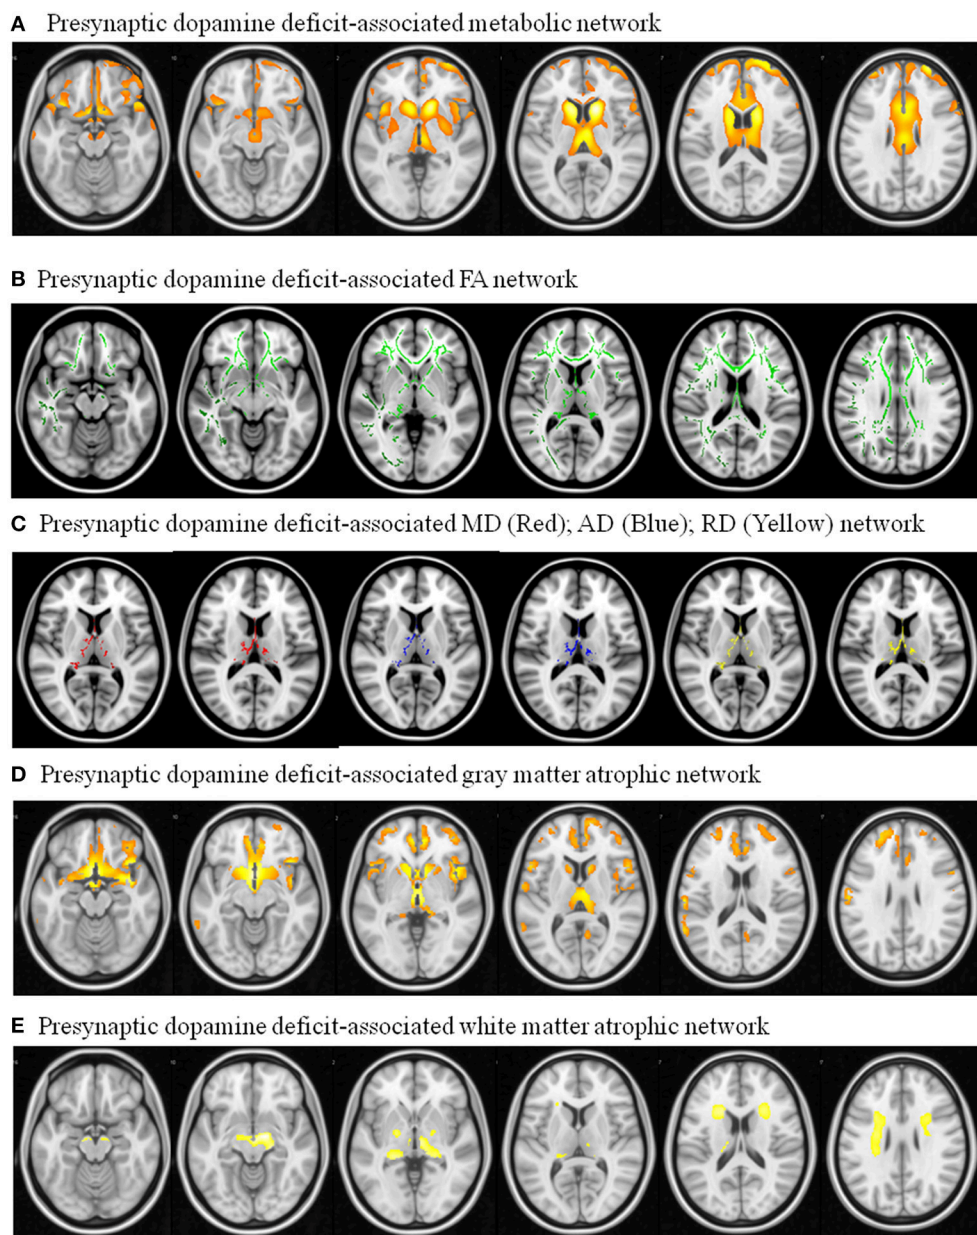 A Presynaptic dopamine deficit-associated metabolic network
B Presynaptic dopamine deficit-associated FA network
C Presynaptic dopamine deficit-associated MD (Red); AD (Blue); RD (Yellow) network
D Presynaptic dopamine deficit-associated gray matter atrophic network
E Presynaptic dopamine deficit-associated white matter atrophic network